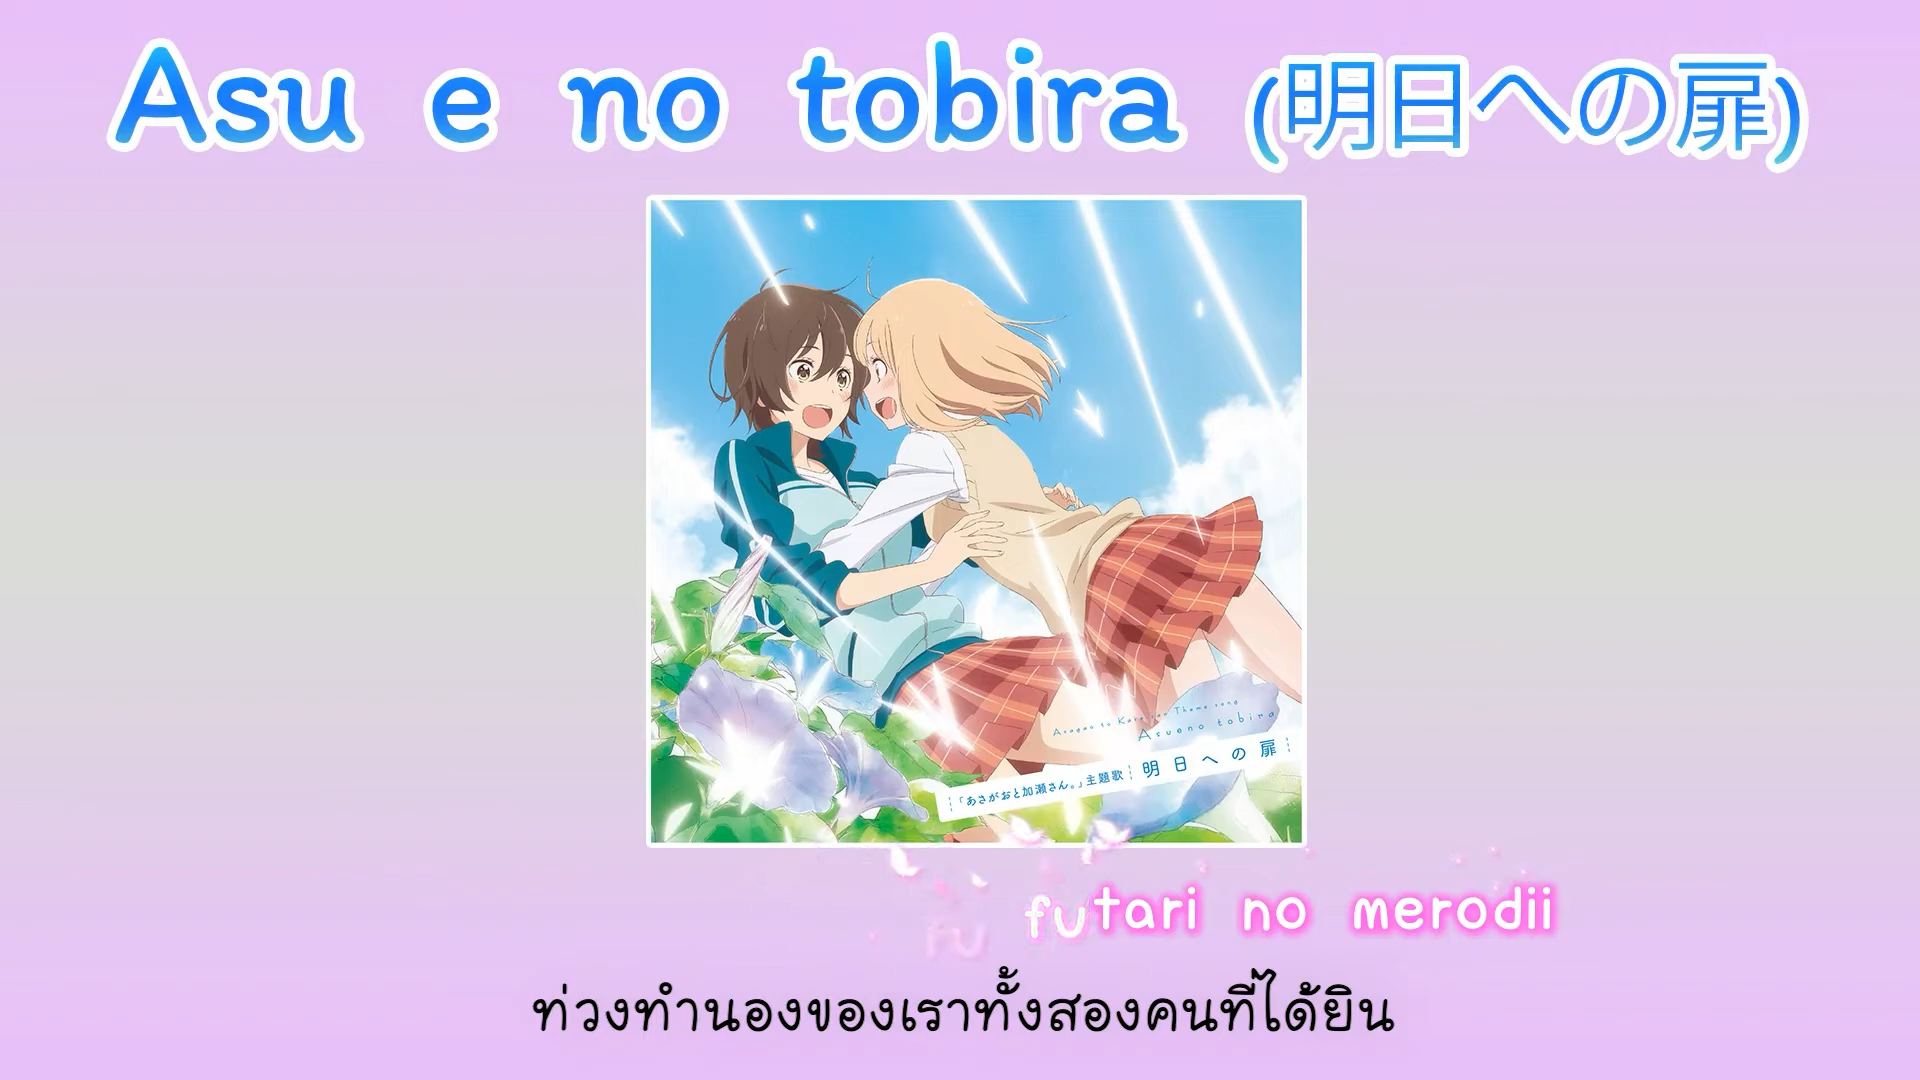 Asu e no tobira (明日への扉)
Asagao to Kase-san Theme song
Asueno tobira
「あさがおと加瀬さん。」主題歌 明日への扉
futari no merodii
fu
ท่วงทำนองของเราทั้งสองคนที่ได้ยิน